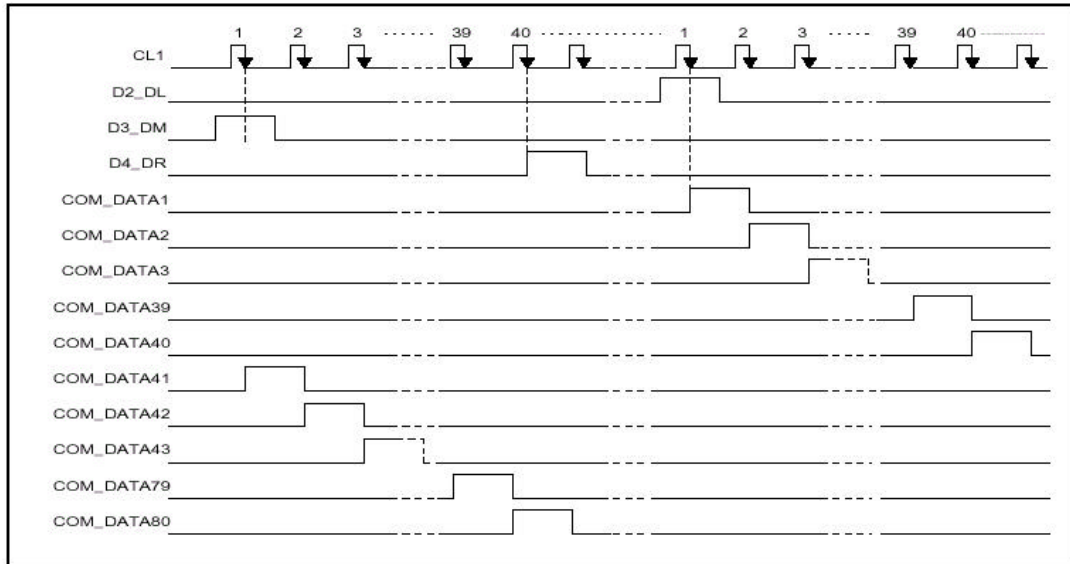 1 2 3 39 40 1 2 3 39 40
CL1
D2_DL
D3_DM
D4_DR
COM_DATA1
COM_DATA2
COM_DATA3
COM_DATA39
COM_DATA40
COM_DATA41
COM_DATA42
COM_DATA43
COM_DATA79
COM_DATA80